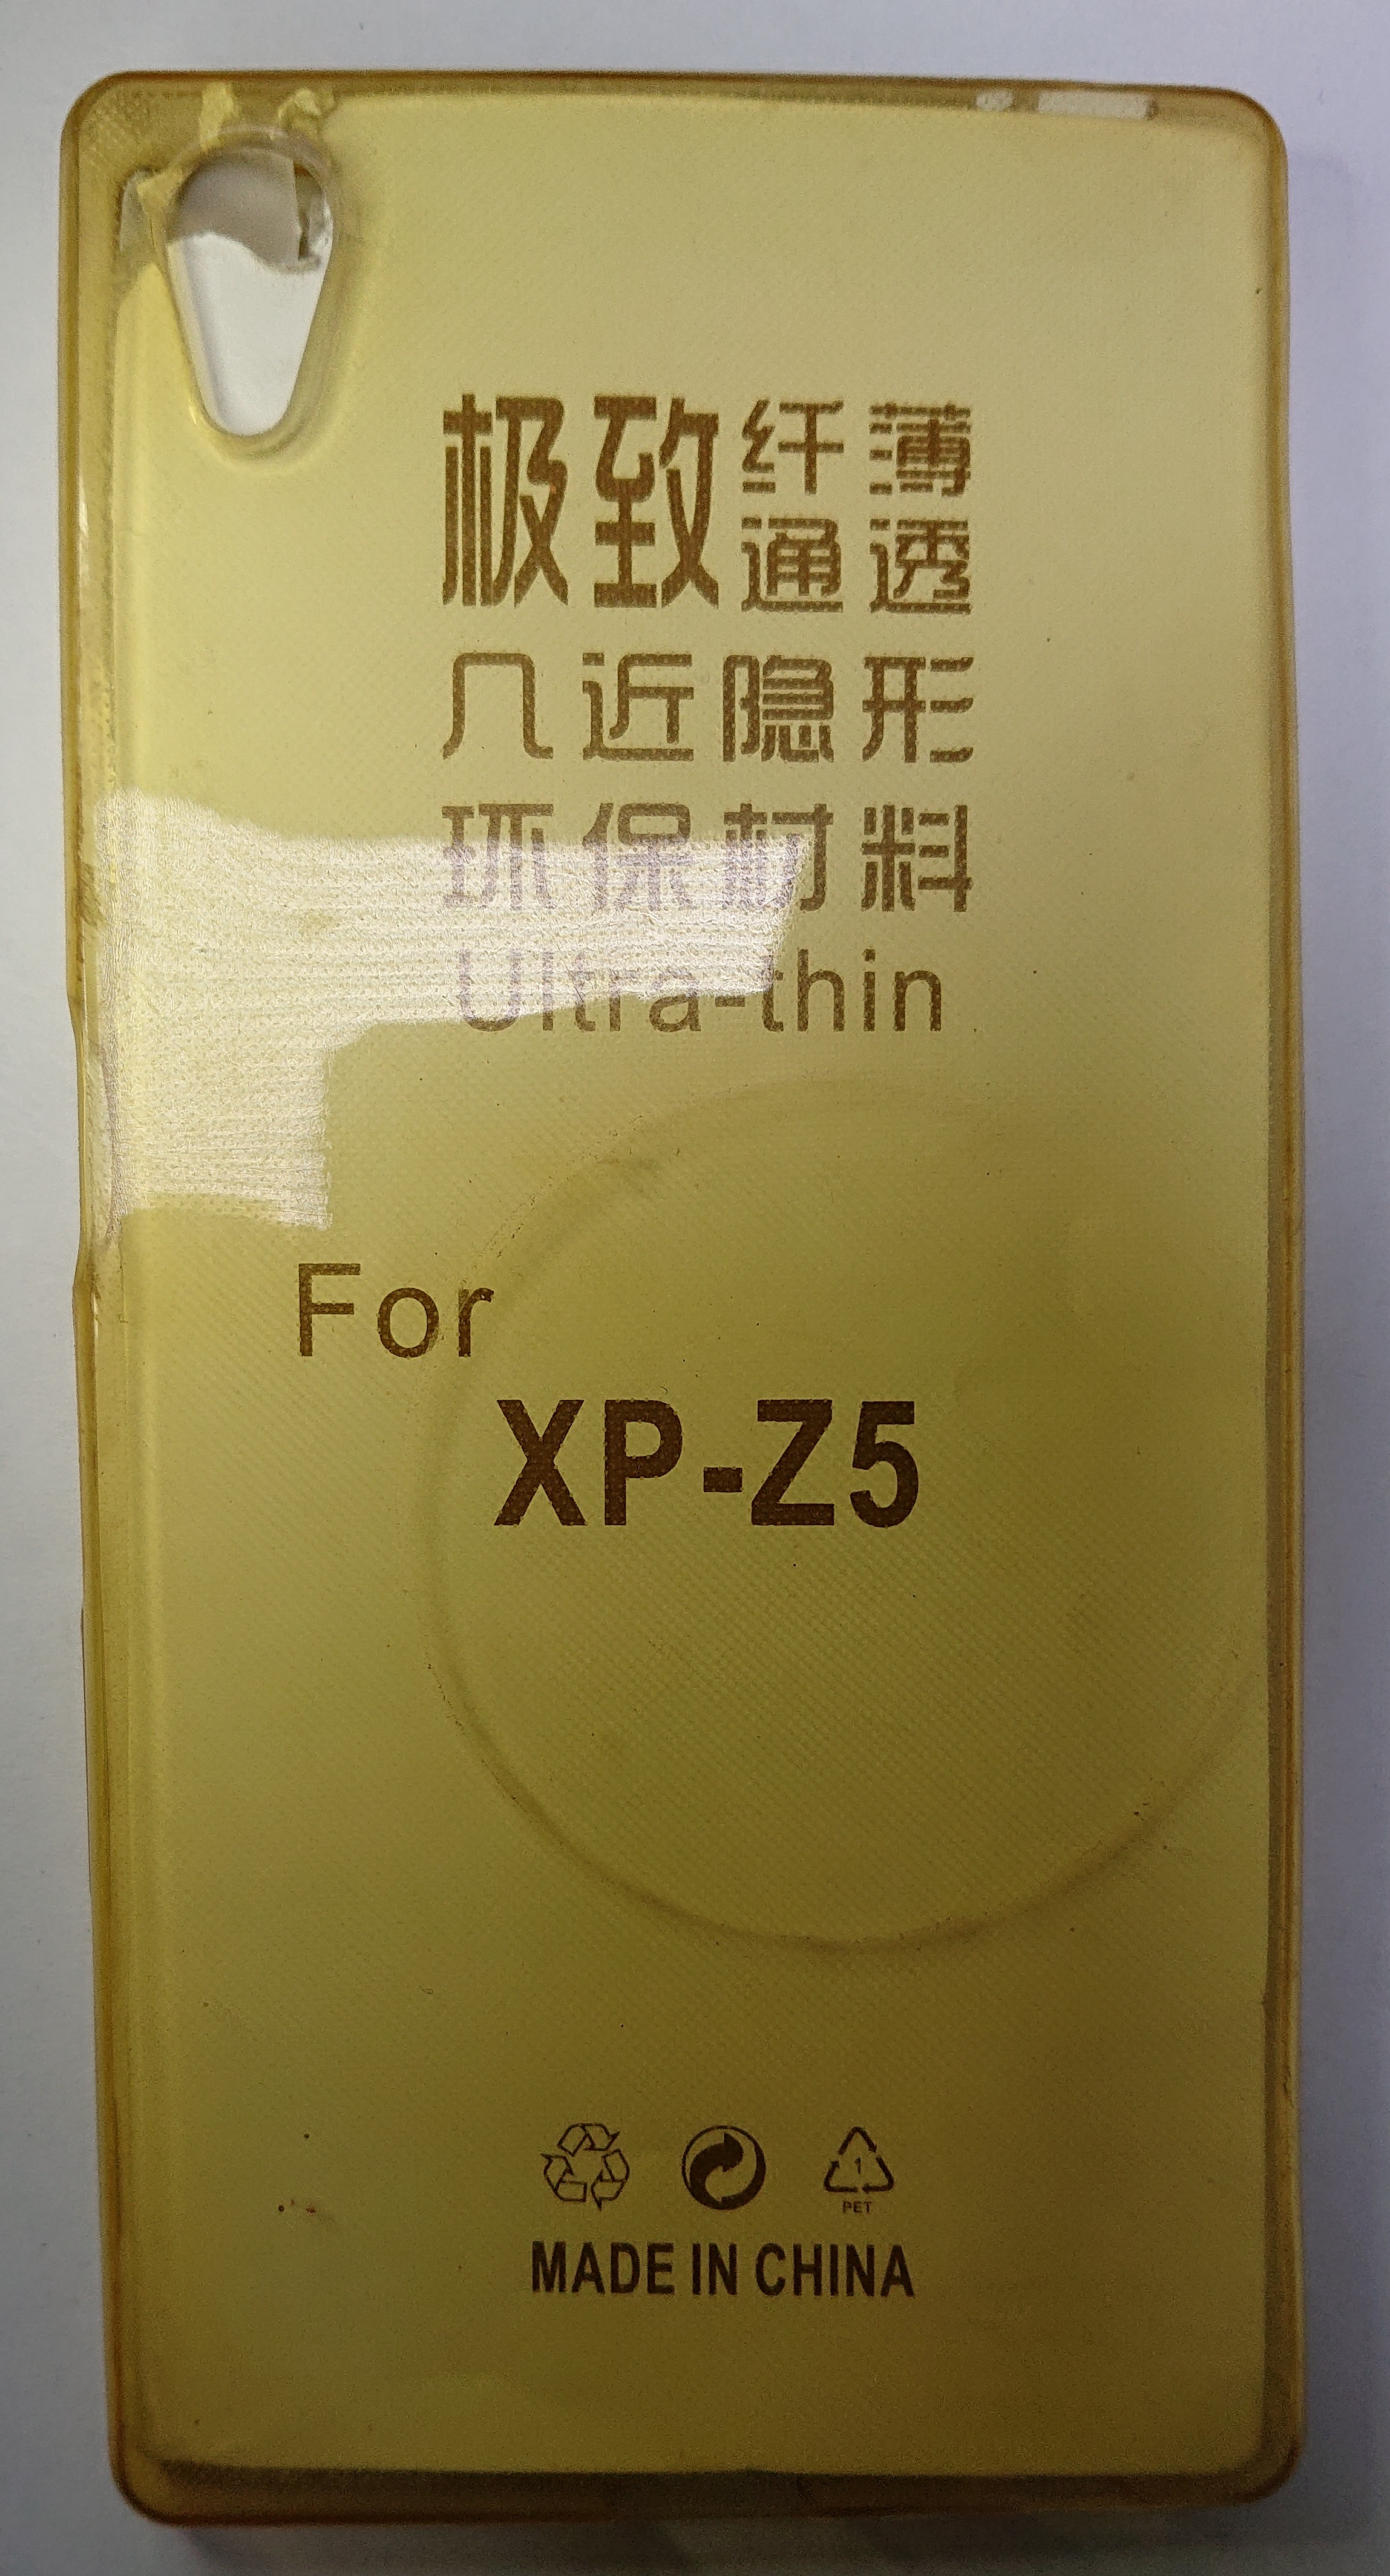 极致纤薄
通透
几近隐形
环保材料
Ultra-thin
For
XP-Z5
1
PET
MADE IN CHINA